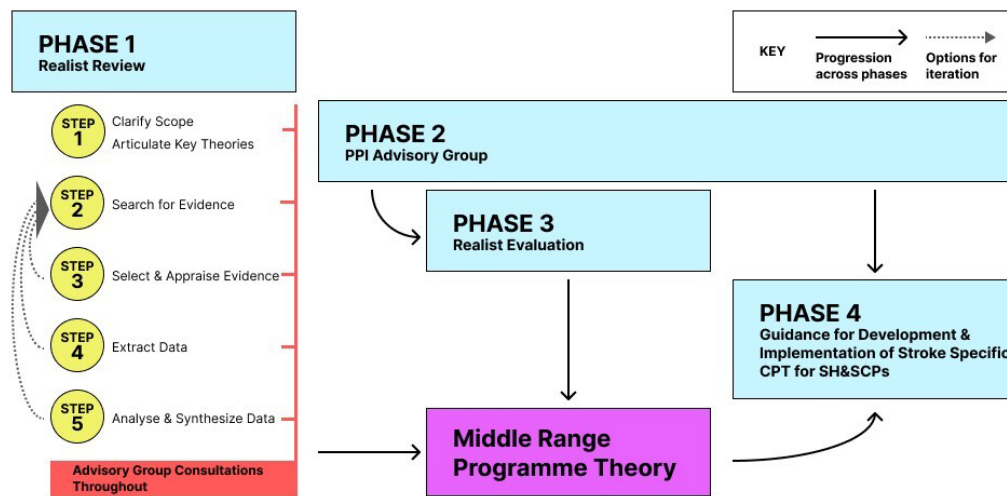 PHASE 1
Realist Review
KEY
Progression
across phases
Options for
iteration
STEP
1
Clarify Scope
Articulate Key Theories
STEP
2
Search for Evidence
STEP
3
Select & Appraise Evidence
STEP
4
Extract Data
STEP
5
Analyse & Synthesize Data
Advisory Group Consultations
Throughout
PHASE 2
PPI Advisory Group
PHASE 3
Realist Evaluation
PHASE 4
Guidance for Development &
Implementation of Stroke Specific
CPT for SH&SCPs
Middle Range
Programme Theory